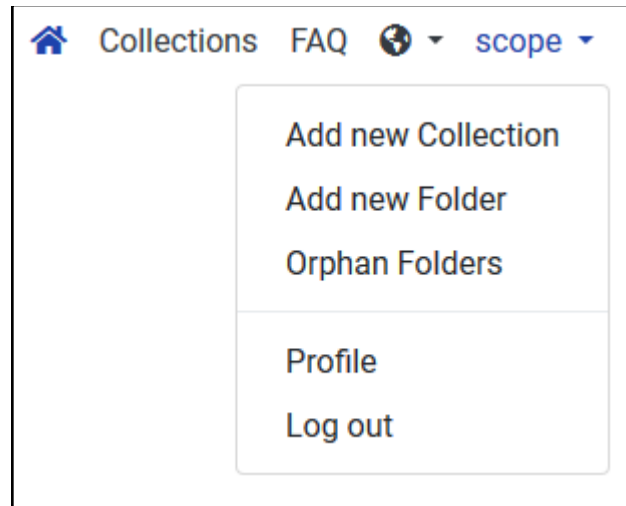 Collections FAQ scope
Add new Collection
Add new Folder
Orphan Folders
Profile
Log out